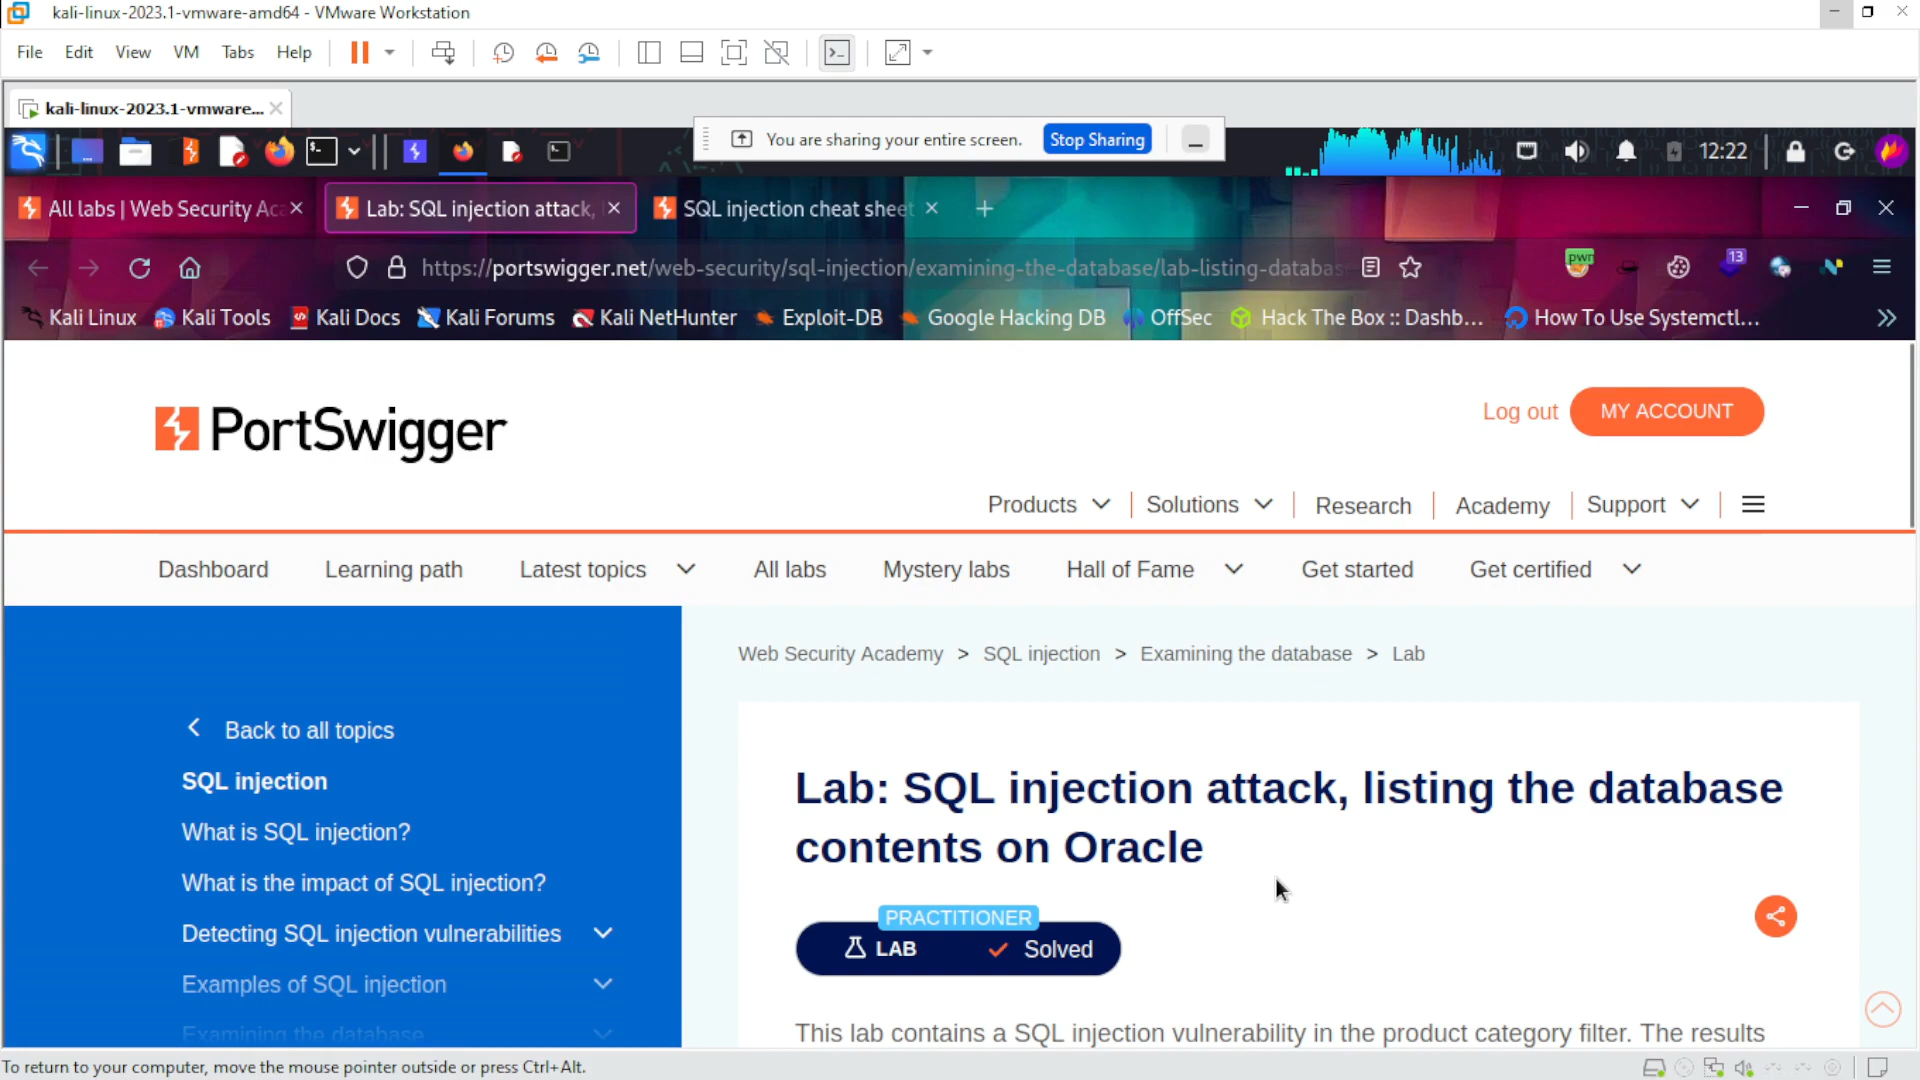 kali-linux-2023.1-vmware-amd64 - VMware Workstation
File Edit View VM Tabs Help
kali-linux-2023.1-vmware...
You are sharing your entire screen. Stop Sharing
12:22
All labs | Web Security Aca
Lab: SQL injection attack,
SQL injection cheat sheet
https://portswigger.net/web-security/sql-injection/examining-the-database/lab-listing-databas
pwn
13
Kali Linux Kali Tools Kali Docs Kali Forums Kali NetHunter Exploit-DB Google Hacking DB OffSec Hack The Box :: Dashb... How To Use Systemctl...
PortSwigger
Log out MY ACCOUNT
Products Solutions Research Academy Support
Dashboard Learning path Latest topics All labs Mystery labs Hall of Fame Get started Get certified
Web Security Academy > SQL injection > Examining the database > Lab
Back to all topics
SQL injection
What is SQL injection?
What is the impact of SQL injection?
Detecting SQL injection vulnerabilities
Examples of SQL injection
Examining the database
Lab: SQL injection attack, listing the database
contents on Oracle
PRACTITIONER
LAB Solved
This lab contains a SQL injection vulnerability in the product category filter. The results
To return to your computer, move the mouse pointer outside or press Ctrl+Alt.